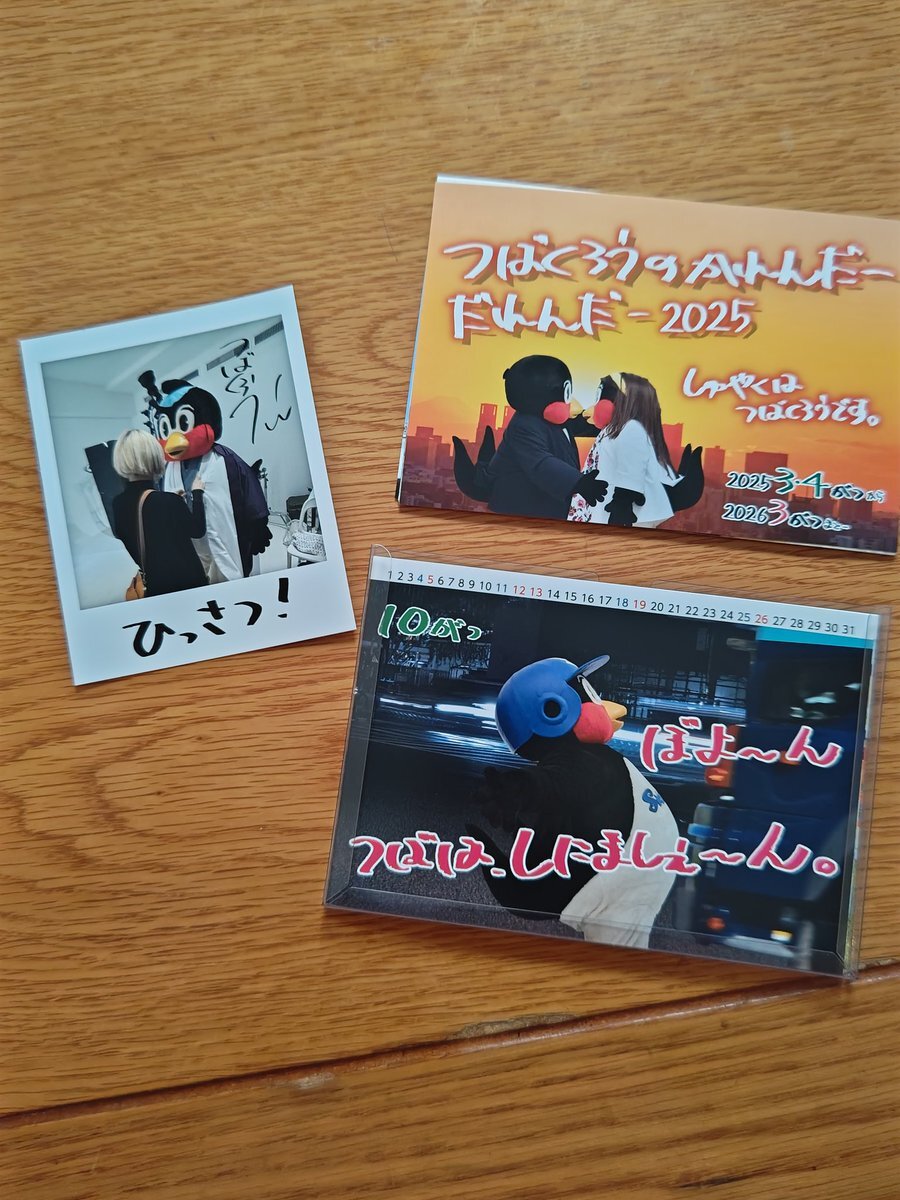 つばくろう
ひっさつ!
つばくろうのかれんだー
だれんだー2025
しゅやくは
つばくろうです。
2025 3・4がつから
2026 3がつまでー
1 2 3 4 5 6 7 8 9 10 11 12 13 14 15 16 17 18 19 20 21 22 23 24 25 26 27 28 29 30 31
10がつ
ぼよ〜ん
つばは、しにましぇ〜ん。